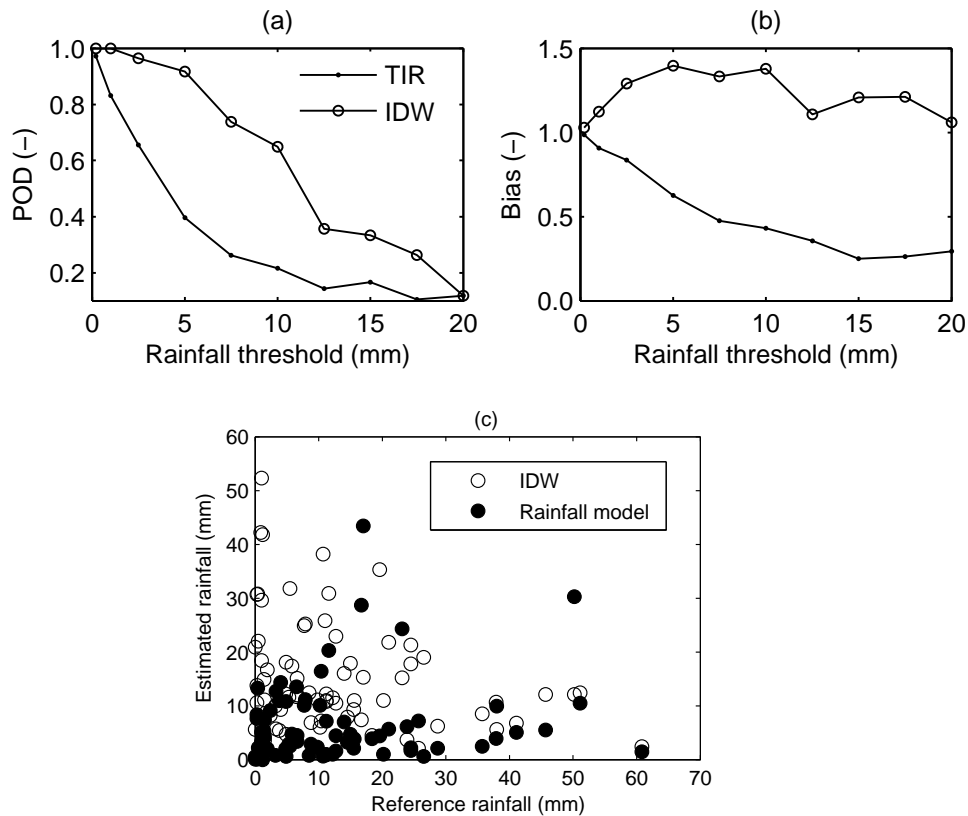 (a)
1.0
0.8
0.6
0.4
0.2
POD (–)
TIR
IDW
0 5 10 15 20
Rainfall threshold (mm)
(b)
1.5
1.0
0.5
0.0
Bias (–)
0 5 10 15 20
Rainfall threshold (mm)
(c)
60
50
40
30
20
10
0
Estimated rainfall (mm)
IDW
Rainfall model
0 10 20 30 40 50 60 70
Reference rainfall (mm)